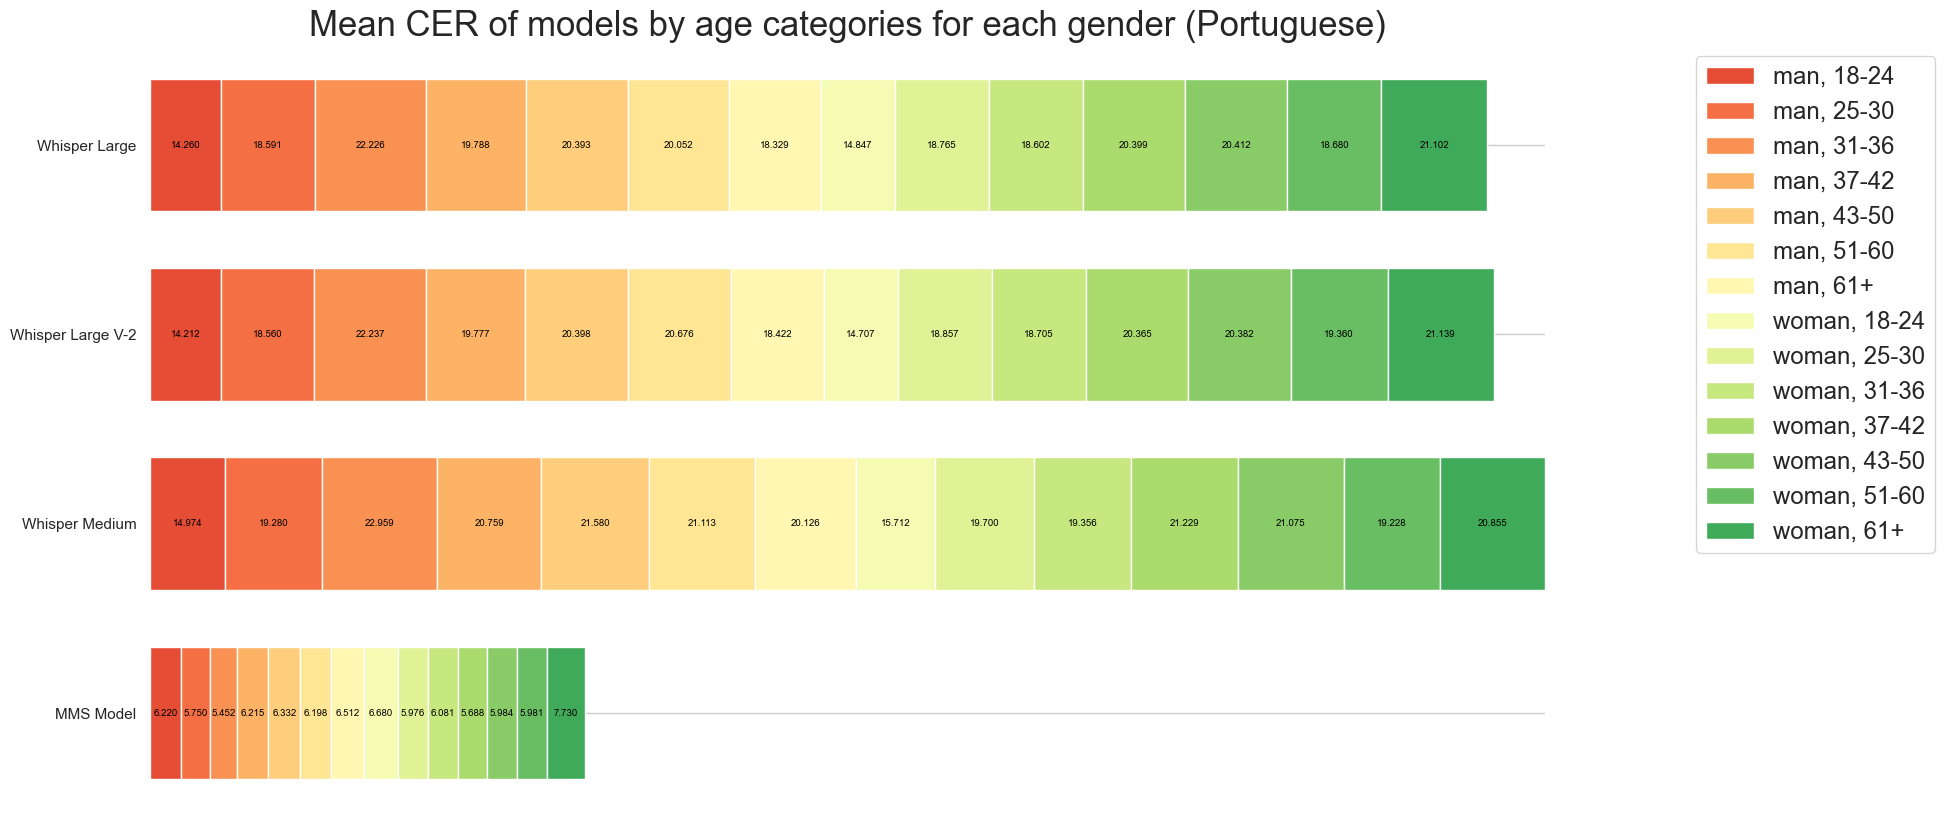 Mean CER of models by age categories for each gender (Portuguese)
Whisper Large
14.260 18.591 22.226 19.788 20.393 20.052 18.329 14.847 18.765 18.602 20.399 20.412 18.680 21.102
Whisper Large V-2
14.212 18.560 22.237 19.777 20.398 20.676 18.422 14.707 18.857 18.705 20.365 20.382 19.360 21.139
Whisper Medium
14.974 19.280 22.959 20.759 21.580 21.113 20.126 15.712 19.700 19.356 21.229 21.075 19.228 20.855
MMS Model
6.220 5.750 5.452 6.215 6.332 6.198 6.512 6.680 5.976 6.081 5.688 5.984 5.981 7.730
man, 18-24
man, 25-30
man, 31-36
man, 37-42
man, 43-50
man, 51-60
man, 61+
woman, 18-24
woman, 25-30
woman, 31-36
woman, 37-42
woman, 43-50
woman, 51-60
woman, 61+